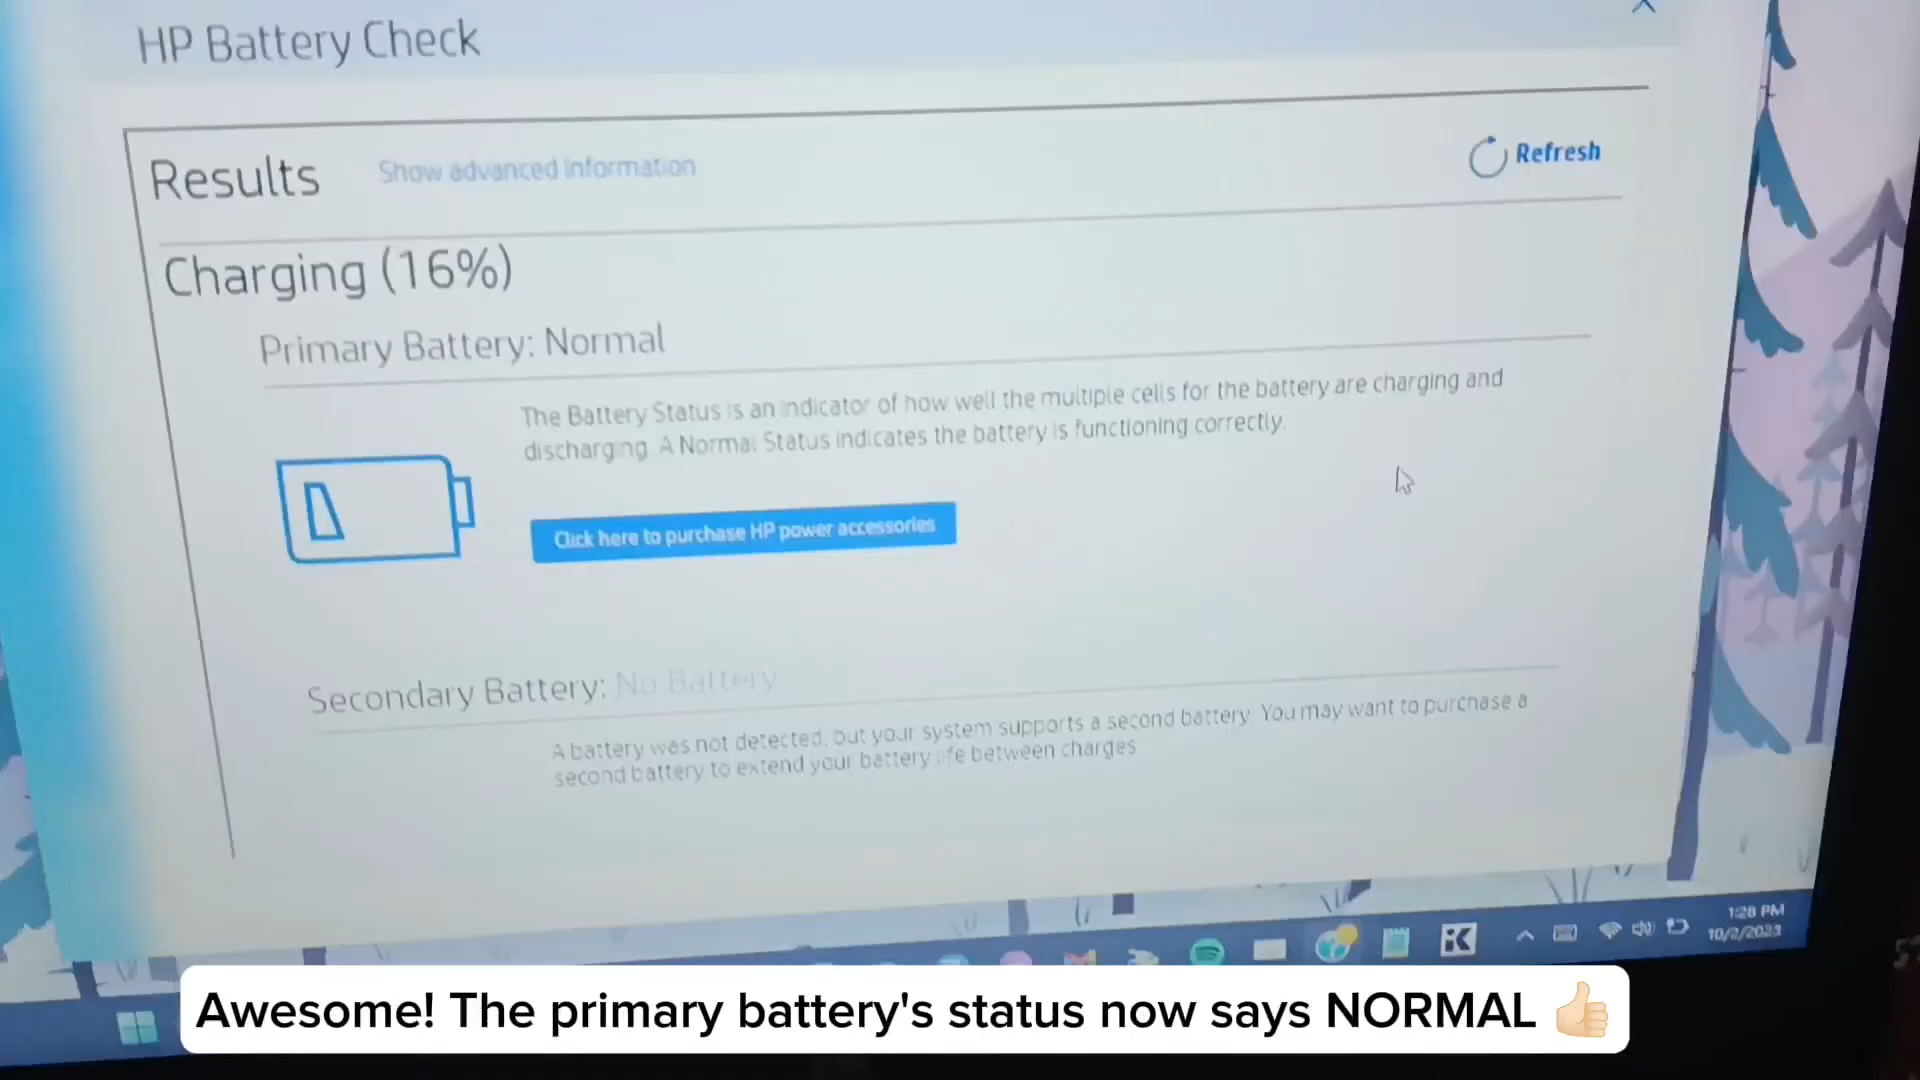 HP Battery Check
Results
Show advanced information
Refresh
Charging (16%)
Primary Battery: Normal
The Battery Status is an indicator of how well the multiple cells for the battery are charging and
discharging. A Normal Status indicates the battery is functioning correctly.
Click here to purchase HP power accessories
Secondary Battery: No Battery
A battery was not detected, but your system supports a second battery. You may want to purchase a
second battery to extend your battery life between charges
1:28 PM
10/2/2023
Awesome! The primary battery's status now says NORMAL 👍🏻